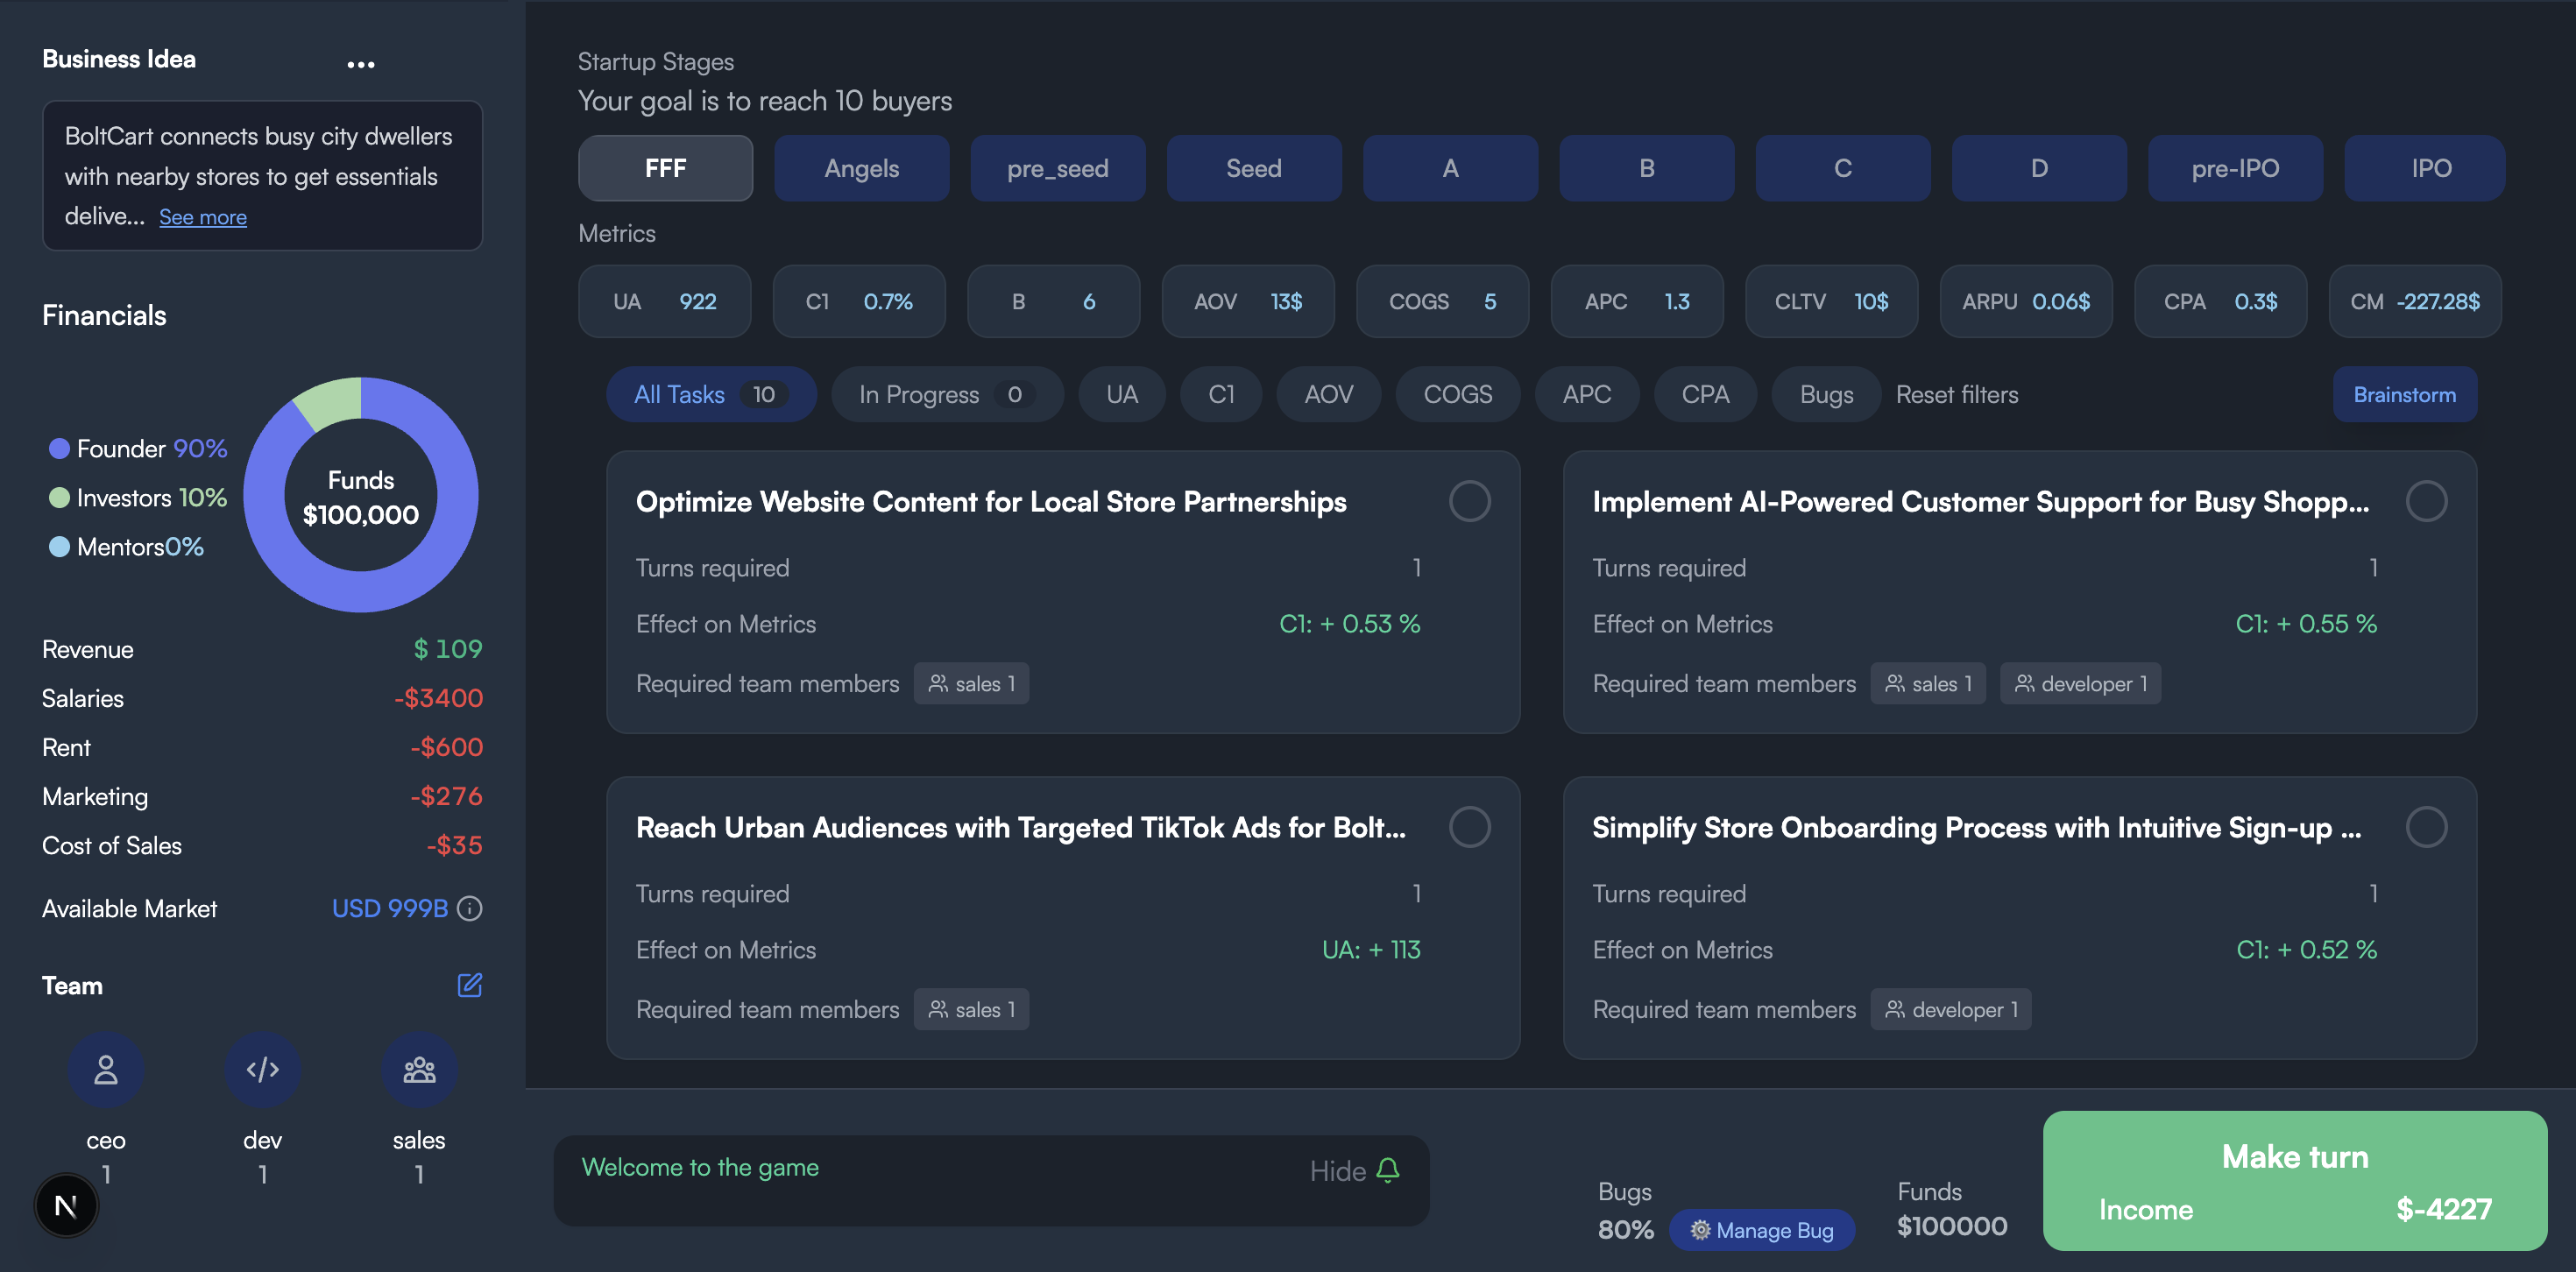 Business Idea
...
BoltCart connects busy city dwellers
with nearby stores to get essentials
delive... See more
Financials
Founder 90%
Investors 10%
Mentors0%
Funds
$100,000
Revenue $ 109
Salaries -$3400
Rent -$600
Marketing -$276
Cost of Sales -$35
Available Market USD 999B
Team
ceo dev sales
1 1 1
N
Startup Stages
Your goal is to reach 10 buyers
FFF Angels pre_seed Seed A B C D pre-IPO IPO
Metrics
UA 922 C1 0.7% B 6 AOV 13$ COGS 5 APC 1.3 CLTV 10$ ARPU 0.06$ CPA 0.3$ CM -227.28$
All Tasks 10 In Progress 0 UA C1 AOV COGS APC CPA Bugs Reset filters Brainstorm
Optimize Website Content for Local Store Partnerships
Turns required 1
Effect on Metrics C1: + 0.53 %
Required team members sales 1
Implement AI-Powered Customer Support for Busy Shopp...
Turns required 1
Effect on Metrics C1: + 0.55 %
Required team members sales 1 developer 1
Reach Urban Audiences with Targeted TikTok Ads for Bolt...
Turns required 1
Effect on Metrics UA: + 113
Required team members sales 1
Simplify Store Onboarding Process with Intuitive Sign-up ...
Turns required 1
Effect on Metrics C1: + 0.52 %
Required team members developer 1
Welcome to the game Hide
Bugs
80% Manage Bug
Funds
$100000
Make turn
Income $-4227